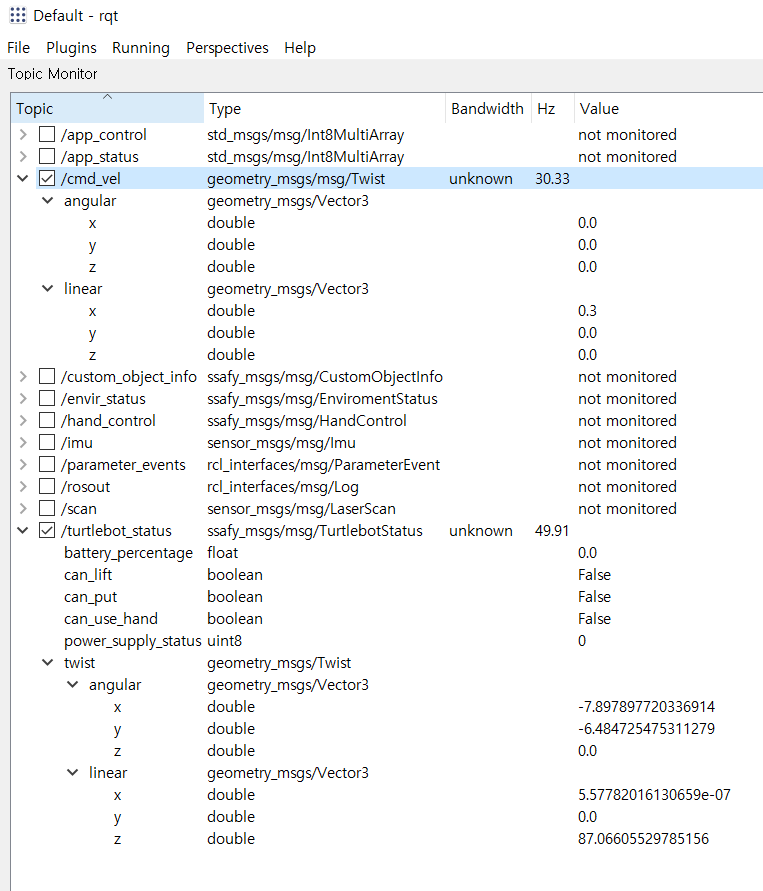 Default - rqt
File Plugins Running Perspectives Help
Topic Monitor
Topic Type Bandwidth Hz Value
/app_control std_msgs/msg/Int8MultiArray not monitored
/app_status std_msgs/msg/Int8MultiArray not monitored
/cmd_vel geometry_msgs/msg/Twist unknown 30.33
angular geometry_msgs/Vector3
x double 0.0
y double 0.0
z double 0.0
linear geometry_msgs/Vector3
x double 0.3
y double 0.0
z double 0.0
/custom_object_info ssafy_msgs/msg/CustomObjectInfo not monitored
/envir_status ssafy_msgs/msg/EnviromentStatus not monitored
/hand_control ssafy_msgs/msg/HandControl not monitored
/imu sensor_msgs/msg/Imu not monitored
/parameter_events rcl_interfaces/msg/ParameterEvent not monitored
/rosout rcl_interfaces/msg/Log not monitored
/scan sensor_msgs/msg/LaserScan not monitored
/turtlebot_status ssafy_msgs/msg/TurtlebotStatus unknown 49.91
battery_percentage float 0.0
can_lift boolean False
can_put boolean False
can_use_hand boolean False
power_supply_status uint8 0
twist geometry_msgs/Twist
angular geometry_msgs/Vector3
x double -7.897897720336914
y double -6.484725475311279
z double 0.0
linear geometry_msgs/Vector3
x double 5.57782016130659e-07
y double 0.0
z double 87.06605529785156